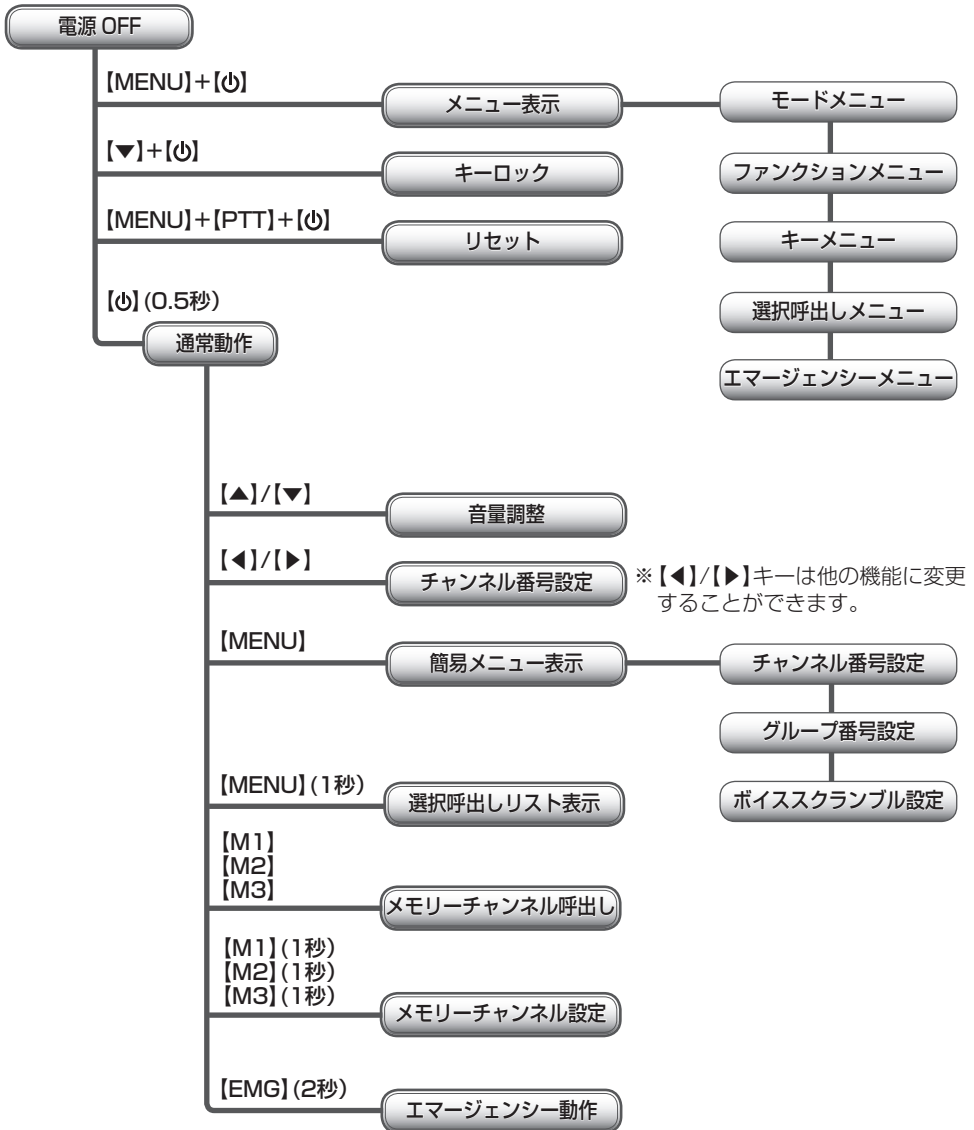 電源 OFF
【MENU】+【⏻】
メニュー表示
モードメニュー
【▼】+【⏻】
キーロック
ファンクションメニュー
【MENU】+【PTT】+【⏻】
リセット
キーメニュー
【⏻】(0.5秒)
選択呼出しメニュー
通常動作
エマージェンシーメニュー
【▲】/【▼】
音量調整
【◀】/【▶】
チャンネル番号設定
※【◀】/【▶】キーは他の機能に変更
することができます。
【MENU】
簡易メニュー表示
チャンネル番号設定
グループ番号設定
ボイススクランブル設定
【MENU】(1秒)
選択呼出しリスト表示
【M1】
【M2】
【M3】
メモリーチャンネル呼出し
【M1】(1秒)
【M2】(1秒)
【M3】(1秒)
メモリーチャンネル設定
【EMG】(2秒)
エマージェンシー動作